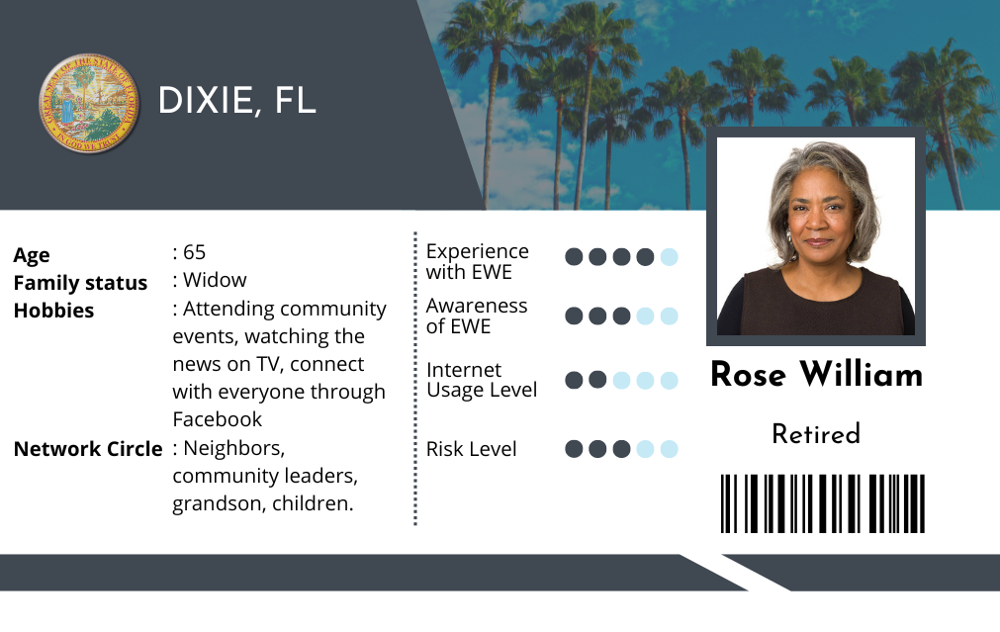 GREAT SEAL OF THE STATE OF FLORIDA
IN GOD WE TRUST
DIXIE, FL
Age : 65
Family status : Widow
Hobbies : Attending community
events, watching the
news on TV, connect
with everyone through
Facebook
Network Circle : Neighbors,
community leaders,
grandson, children.
Experience
with EWE
Awareness
of EWE
Internet
Usage Level
Risk Level
Rose William
Retired